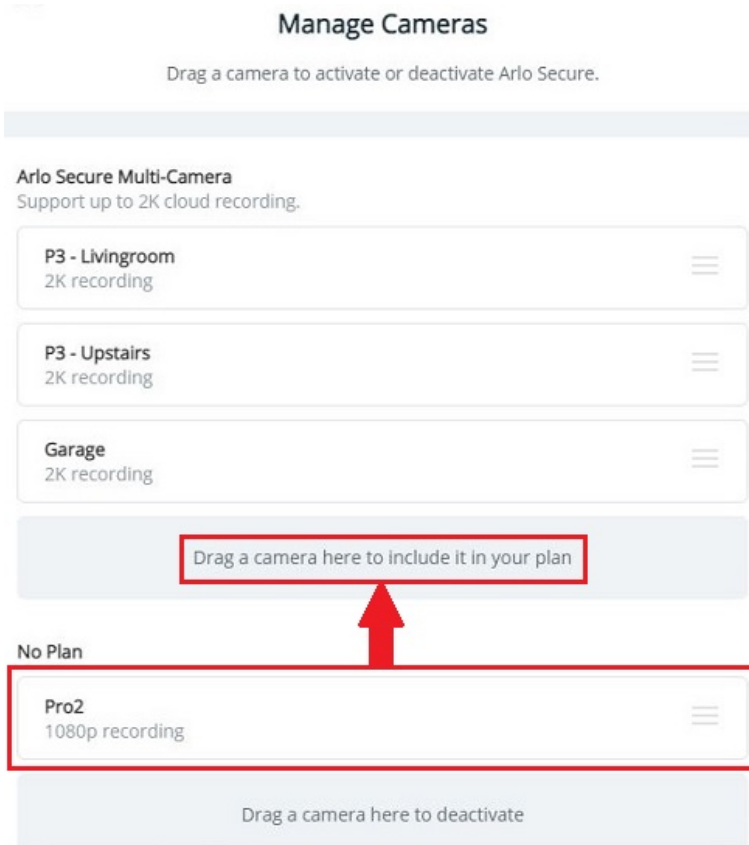 Manage Cameras
Drag a camera to activate or deactivate Arlo Secure.
Arlo Secure Multi-Camera
Support up to 2K cloud recording.
P3 - Livingroom
2K recording
P3 - Upstairs
2K recording
Garage
2K recording
Drag a camera here to include it in your plan
No Plan
Pro2
1080p recording
Drag a camera here to deactivate